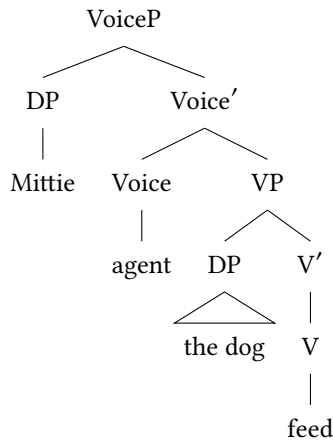 VoiceP
DP Voice′
Mittie Voice VP
agent DP V′
the dog V
feed